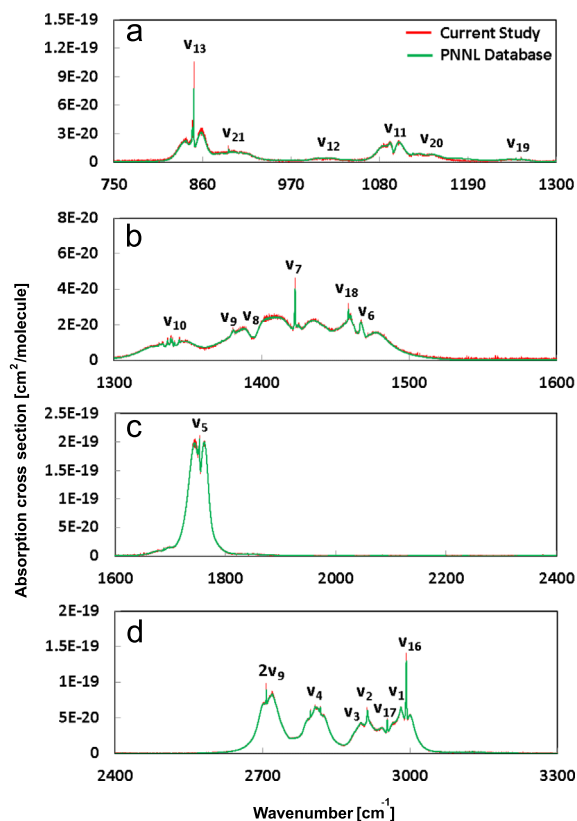 Absorption cross section [cm²/molecule]
a
Current Study
PNNL Database
1.5E-19
1.2E-19
9E-20
6E-20
3E-20
0
v13
v21
v12
v11
v20
v19
750 860 970 1080 1190 1300
b
8E-20
6E-20
4E-20
2E-20
0
v10
v9
v8
v7
v18
v6
1300 1400 1500 1600
c
2.5E-19
2E-19
1.5E-19
1E-19
5E-20
0
v5
1600 1800 2000 2200 2400
d
2E-19
1.5E-19
1E-19
5E-20
0
2v9
v4
v3
v2
v17
v1
v16
2400 2700 3000 3300
Wavenumber [cm⁻¹]